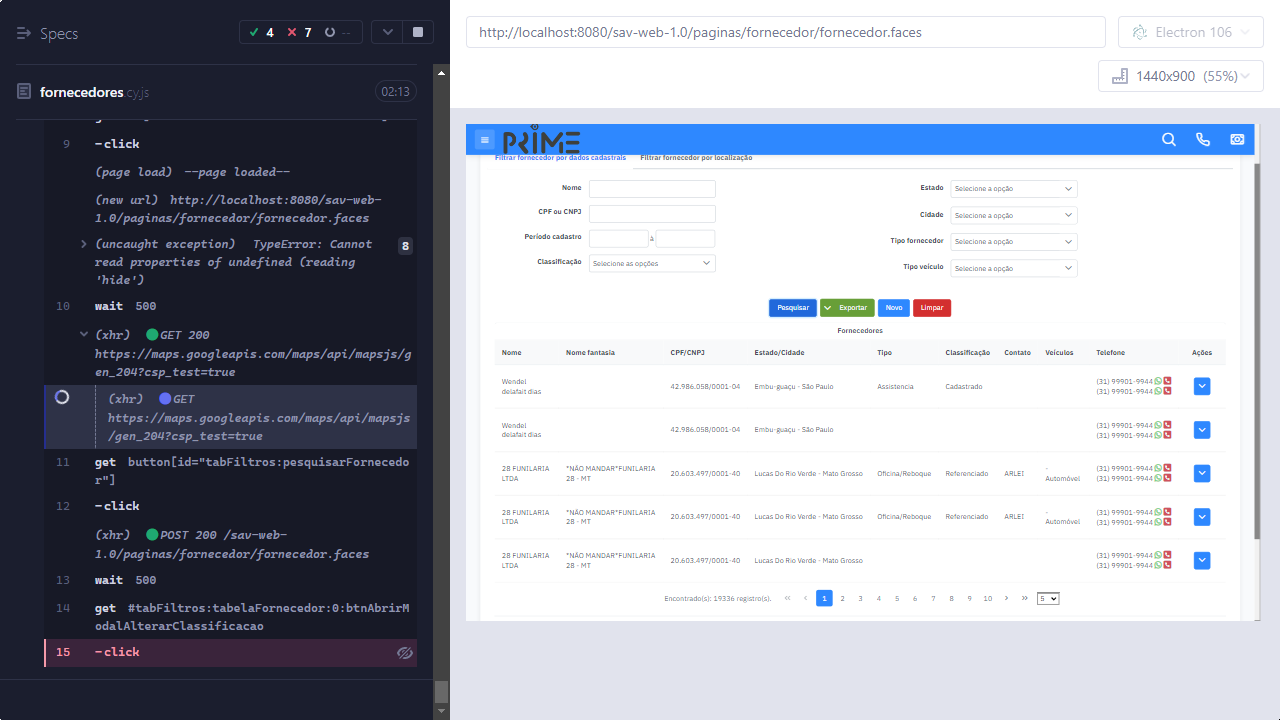 Specs
4
7
--
fornecedores cy.js
02:13
9
-click
(page load) --page loaded--
(new url) http://localhost:8080/sav-web-
1.0/paginas/fornecedor/fornecedor.faces
(uncaught exception) TypeError: Cannot
read properties of undefined (reading
'hide')
8
10 wait 500
(xhr) GET 200
https://maps.googleapis.com/maps/api/mapsjs/g
en_204?csp_test=true
(xhr) GET
https://maps.googleapis.com/maps/api/mapsjs
/gen_204?csp_test=true
11 get button[id="tabFiltros:pesquisarFornecedo
r"]
12 -click
(xhr) POST 200 /sav-web-
1.0/paginas/fornecedor/fornecedor.faces
13 wait 500
14 get #tabFiltros:tabelaFornecedor:0:btnAbrirM
odalAlterarClassificacao
15 -click
http://localhost:8080/sav-web-1.0/paginas/fornecedor/fornecedor.faces
Electron 106
1440x900 (55%)
PRIME
Filtrar fornecedor por dados cadastrais Filtrar fornecedor por localização
Nome
Estado Selecione a opção
CPF ou CNPJ
Cidade Selecione a opção
Período cadastro à
Tipo fornecedor Selecione a opção
Classificação Selecione as opções
Tipo veículo Selecione a opção
Pesquisar Exportar Novo Limpar
Fornecedores
Nome Nome fantasia CPF/CNPJ Estado/Cidade Tipo Classificação Contato Veículos Telefone Ações
Wendel delafait dias 42.986.058/0001-04 Embu-guaçu - São Paulo Assistencia Cadastrado (31) 99901-9944 (31) 99901-9944
Wendel delafait dias 42.986.058/0001-04 Embu-guaçu - São Paulo (31) 99901-9944 (31) 99901-9944
28 FUNILARIA LTDA *NÃO MANDAR*FUNILARIA 28 - MT 20.603.497/0001-40 Lucas Do Rio Verde - Mato Grosso Oficina/Reboque Referenciado ARLEI - Automóvel (31) 99901-9944 (31) 99901-9944
28 FUNILARIA LTDA *NÃO MANDAR*FUNILARIA 28 - MT 20.603.497/0001-40 Lucas Do Rio Verde - Mato Grosso Oficina/Reboque Referenciado ARLEI - Automóvel (31) 99901-9944 (31) 99901-9944
28 FUNILARIA LTDA *NÃO MANDAR*FUNILARIA 28 - MT 20.603.497/0001-40 Lucas Do Rio Verde - Mato Grosso (31) 99901-9944 (31) 99901-9944
Encontrado(s): 19336 registro(s). 1 2 3 4 5 6 7 8 9 10 5